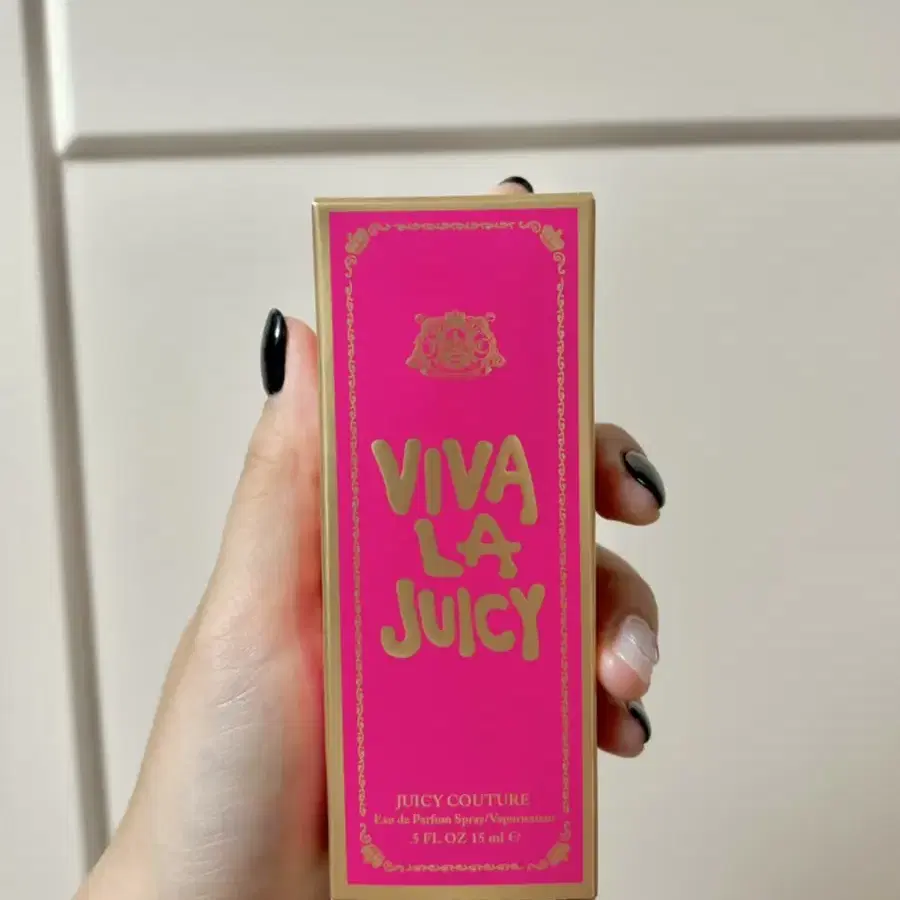 VIVA
LA
JUICY
JUICY COUTURE
Eau de Parfum Spray/Vaporisateur
.5 FL. OZ 15 ml ℮